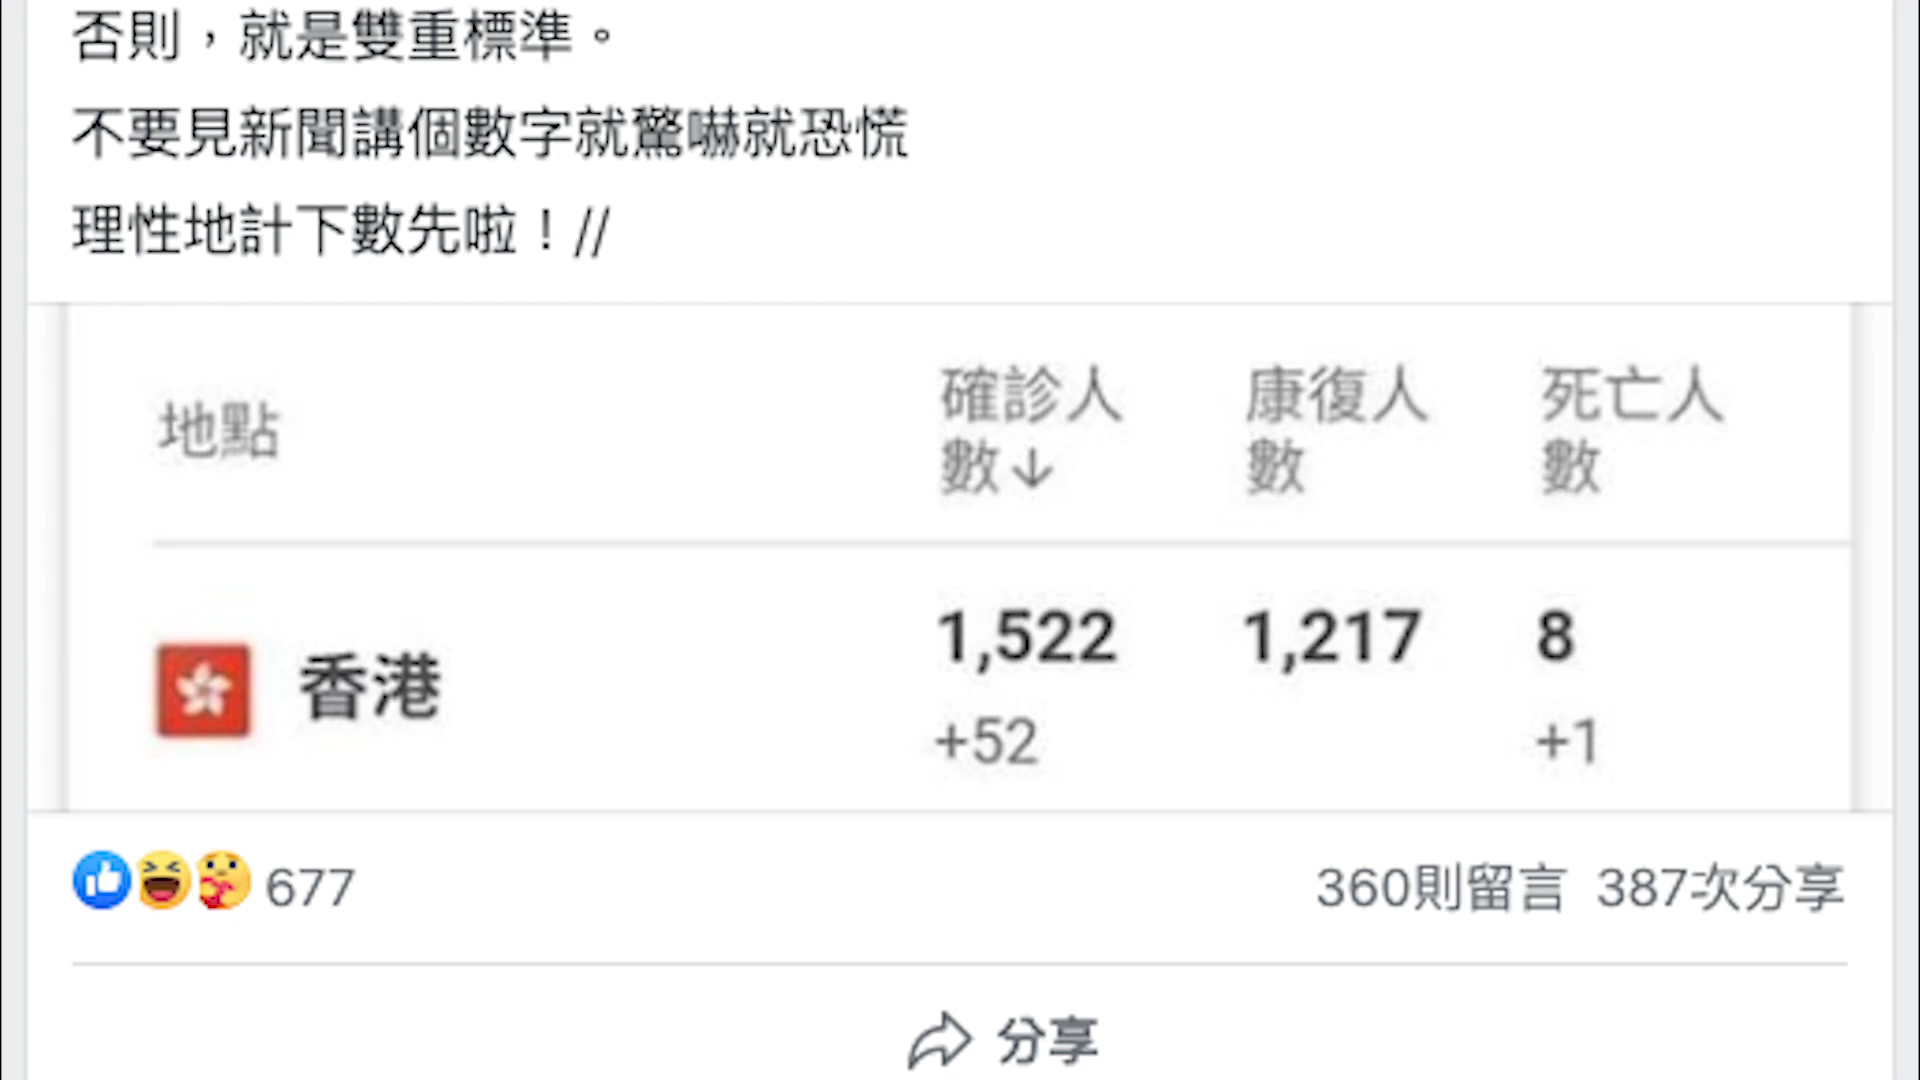 否則，就是雙重標準。
不要見新聞講個數字就驚嚇就恐慌
理性地計下數先啦！//
地點 確診人數↓ 康復人數 死亡人數
香港 1,522 1,217 8
+52 +1
677 360則留言 387次分享
分享